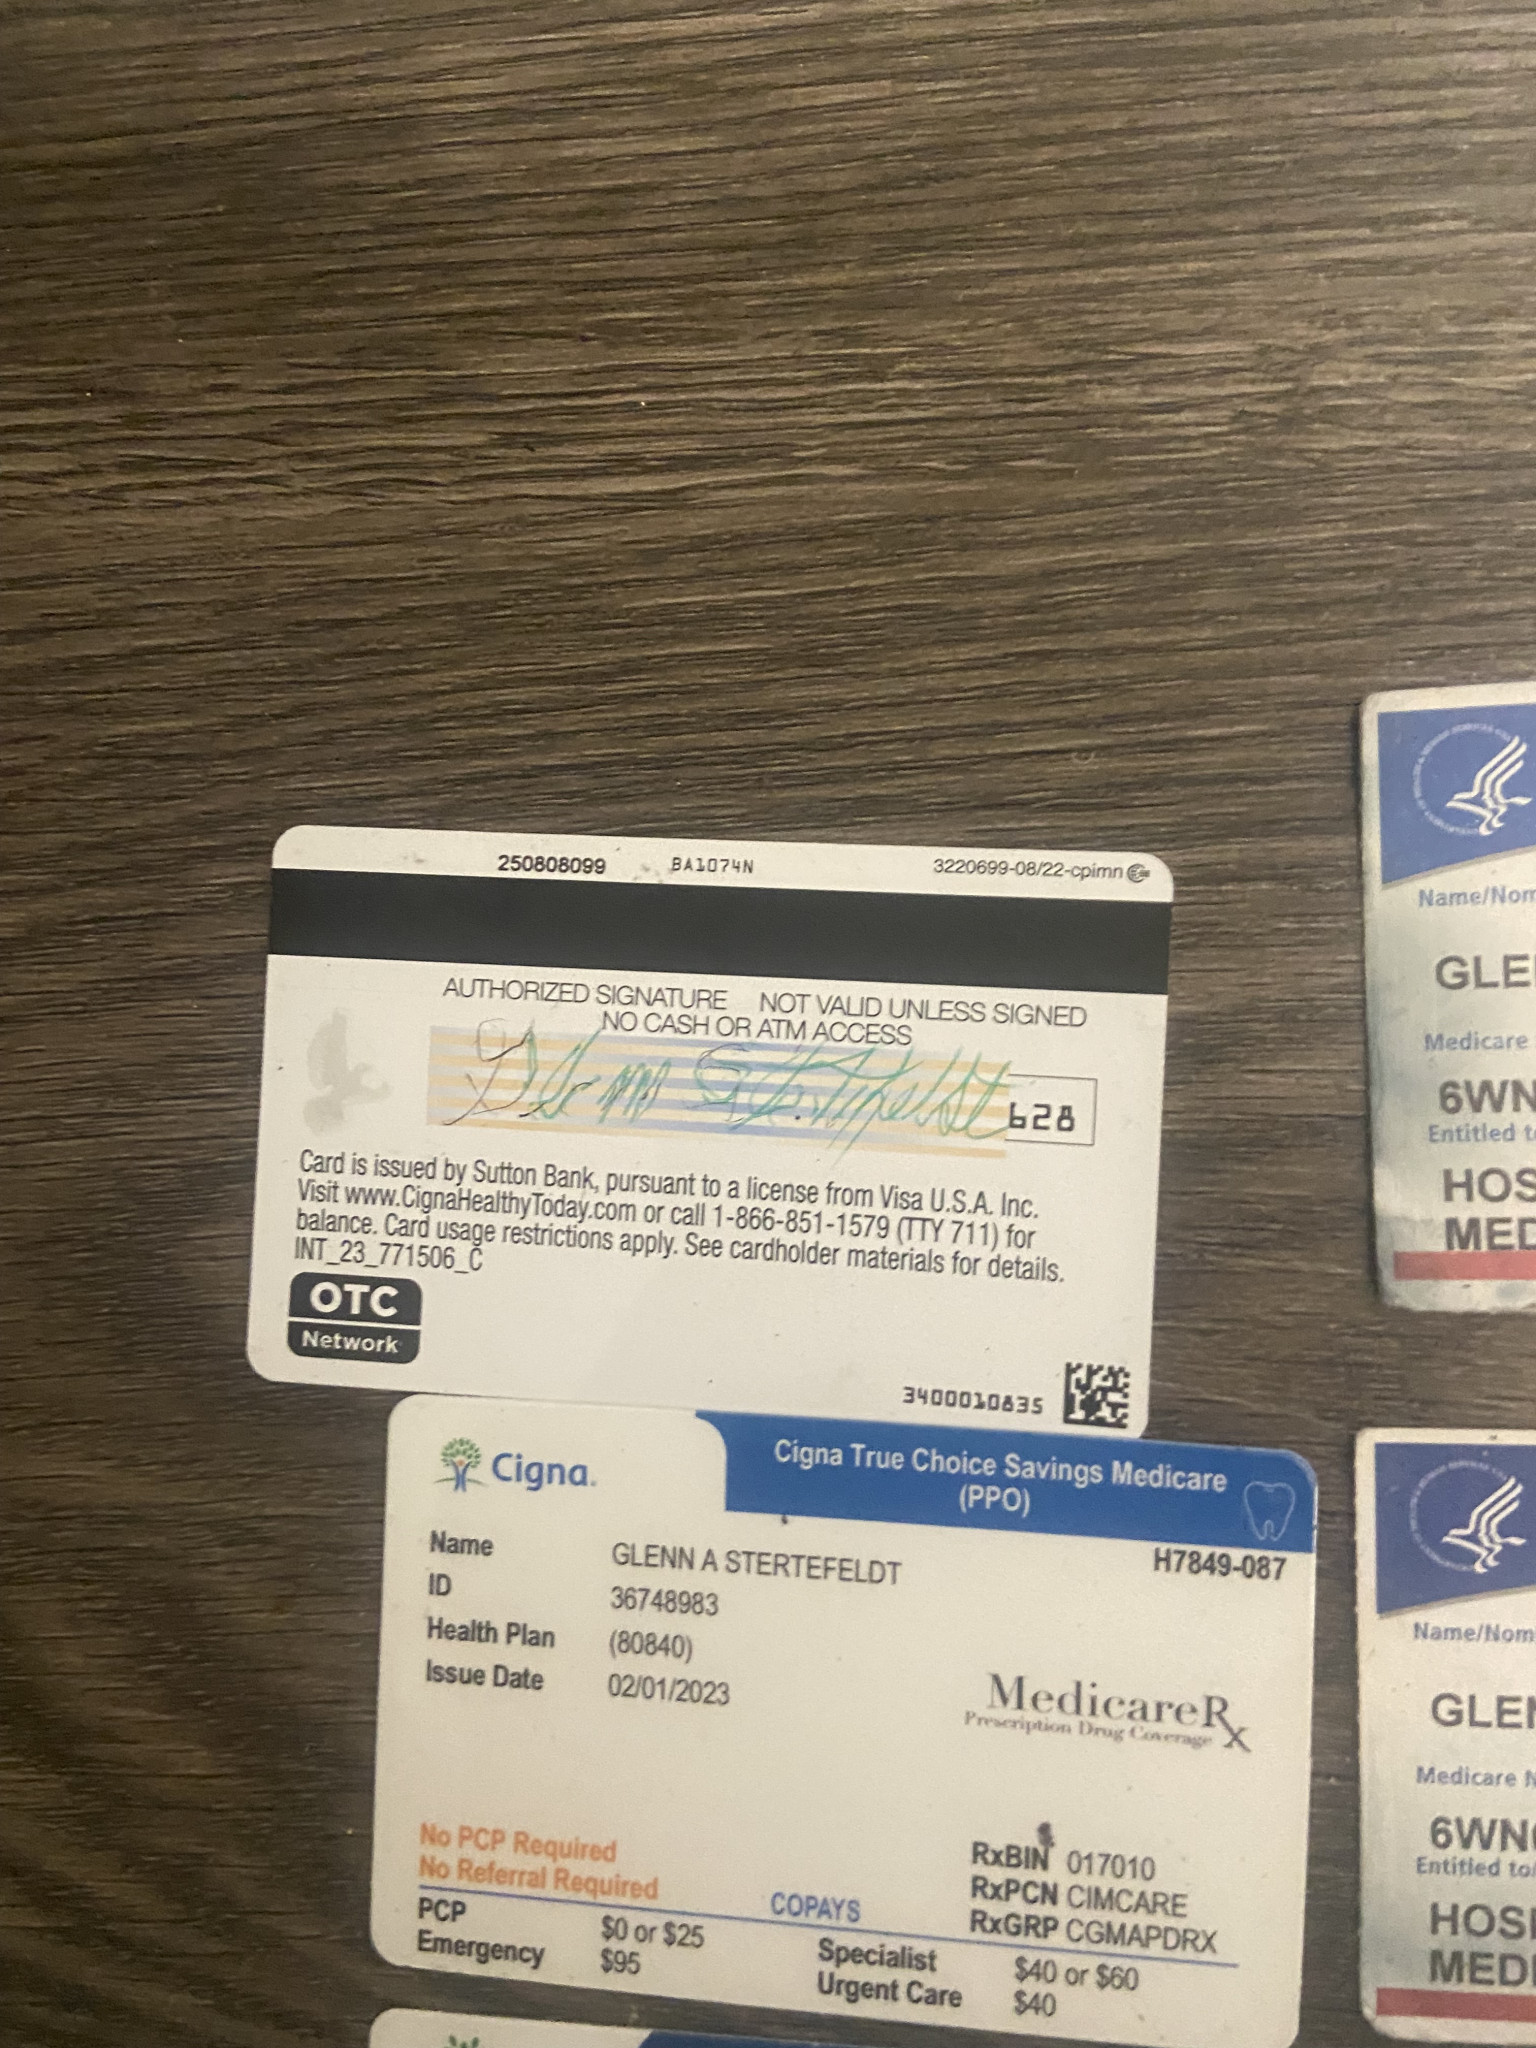 250808099 BA1074N 3220699-08/22-cpimn
AUTHORIZED SIGNATURE NOT VALID UNLESS SIGNED
NO CASH OR ATM ACCESS
Glenn Stertefeldt
628
Card is issued by Sutton Bank, pursuant to a license from Visa U.S.A. Inc.
Visit www.CignaHealthyToday.com or call 1-866-851-1579 (TTY 711) for
balance. Card usage restrictions apply. See cardholder materials for details.
INT_23_771506_C
OTC
Network
3400010835
Cigna.
Cigna True Choice Savings Medicare
(PPO)
H7849-087
Name GLENN A STERTEFELDT
ID 36748983
Health Plan (80840)
Issue Date 02/01/2023
MedicareRx
Prescription Drug Coverage
No PCP Required
No Referral Required
RxBIN 017010
RxPCN CIMCARE
RxGRP CGMAPDRX
COPAYS
PCP $0 or $25
Emergency $95
Specialist $40 or $60
Urgent Care $40
Name/Nom
GLE
Medicare
6WN
Entitled t
HOS
MED
Name/Nom
GLEN
Medicare N
6WN
Entitled to/
HOS
MED